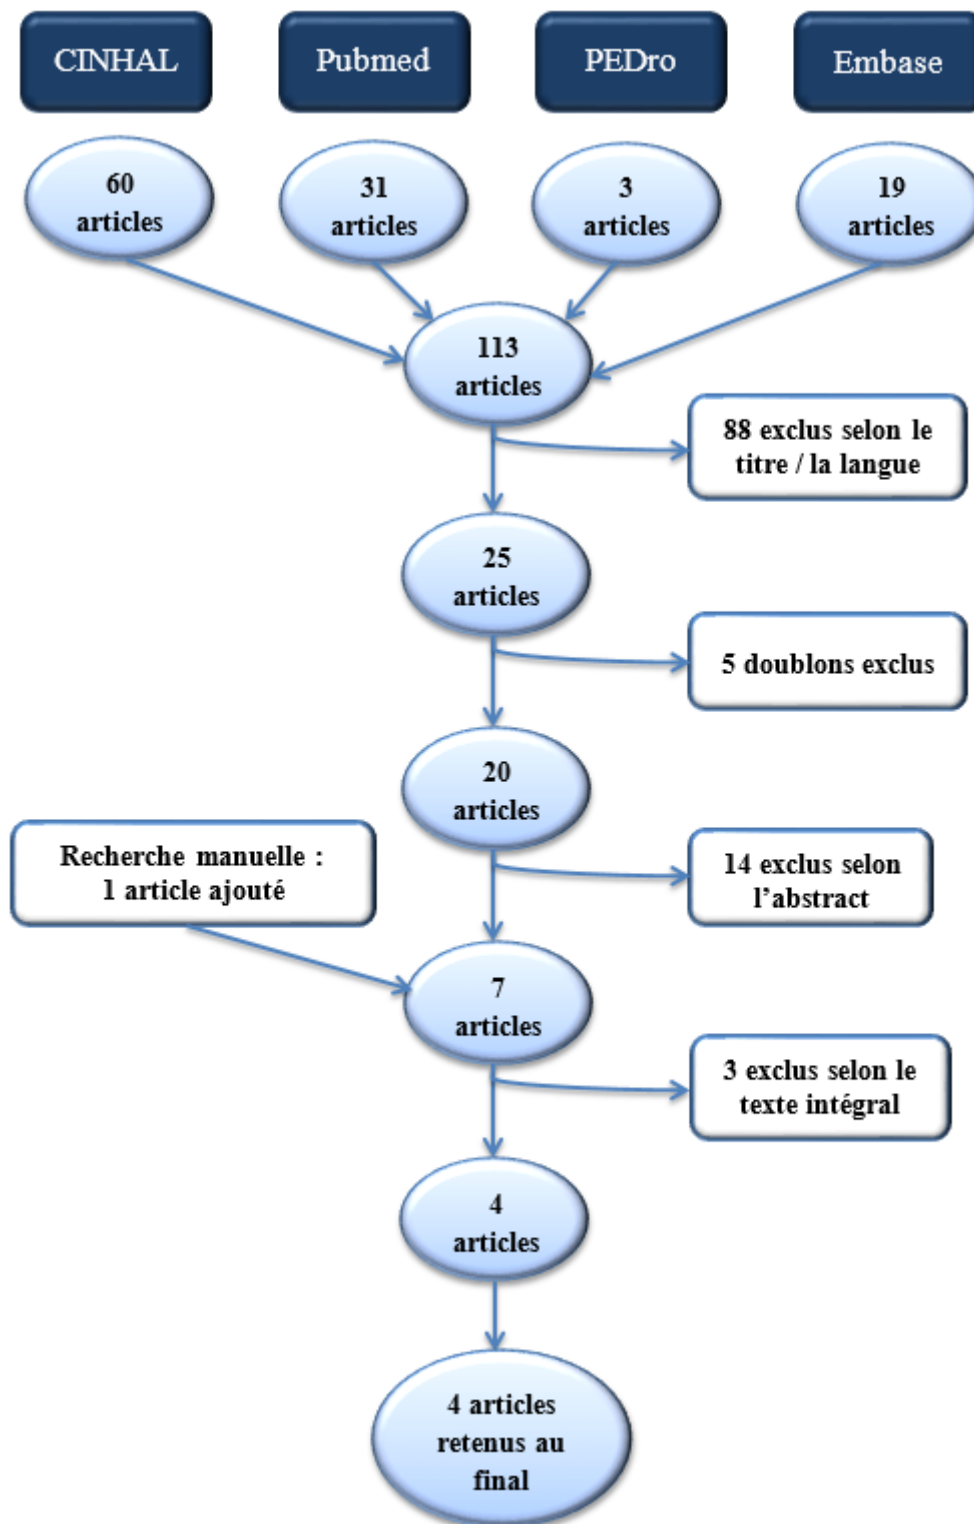 CINHAL
Pubmed
PEDro
Embase
60
articles
31
articles
3
articles
19
articles
113
articles
88 exclus selon le
titre / la langue
25
articles
5 doublons exclus
20
articles
Recherche manuelle :
1 article ajouté
14 exclus selon
l’abstract
7
articles
3 exclus selon le
texte intégral
4
articles
4 articles
retenus au
final